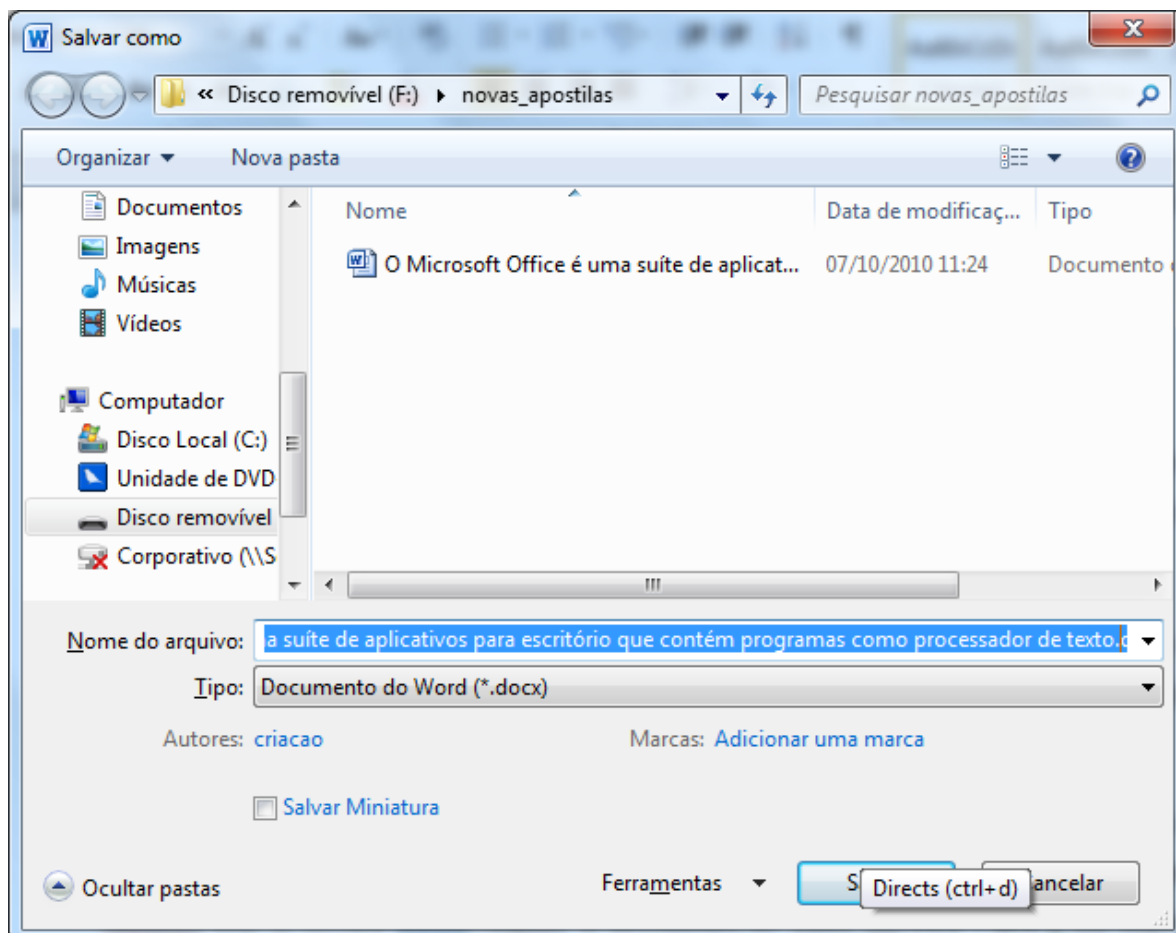 Salvar como
« Disco removível (F:) novas_apostilas Pesquisar novas_apostilas
Organizar Nova pasta
Documentos
Imagens
Músicas
Vídeos
Computador
Disco Local (C:)
Unidade de DVD
Disco removível
Corporativo (\\S
Nome Data de modificaç... Tipo
O Microsoft Office é uma suíte de aplicat... 07/10/2010 11:24 Documento
Nome do arquivo: a suíte de aplicativos para escritório que contém programas como processador de texto.
Tipo: Documento do Word (*.docx)
Autores: criacao Marcas: Adicionar uma marca
Salvar Miniatura
Ocultar pastas Ferramentas Directs (ctrl+d)